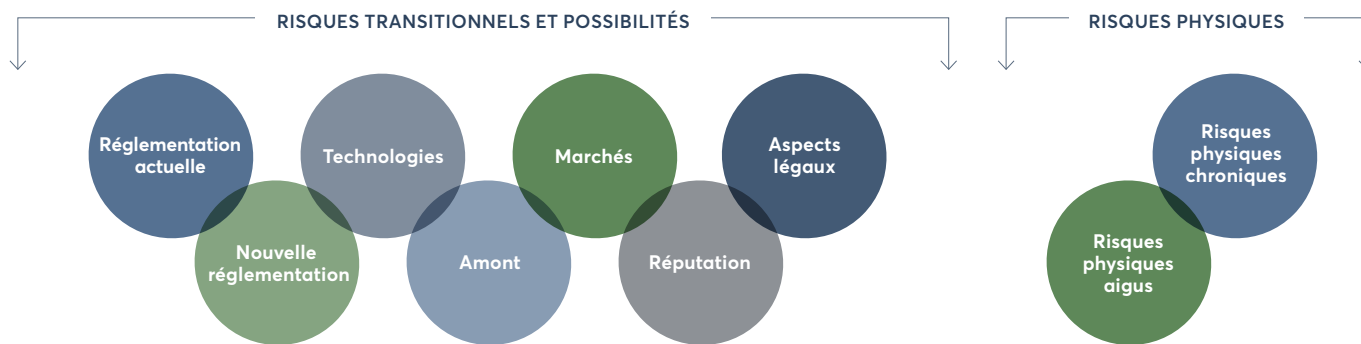 RISQUES TRANSITIONNELS ET POSSIBILITÉS
RISQUES PHYSIQUES
Réglementation
actuelle
Nouvelle
réglementation
Technologies
Amont
Marchés
Réputation
Aspects
légaux
Risques
physiques
aigus
Risques
physiques
chroniques